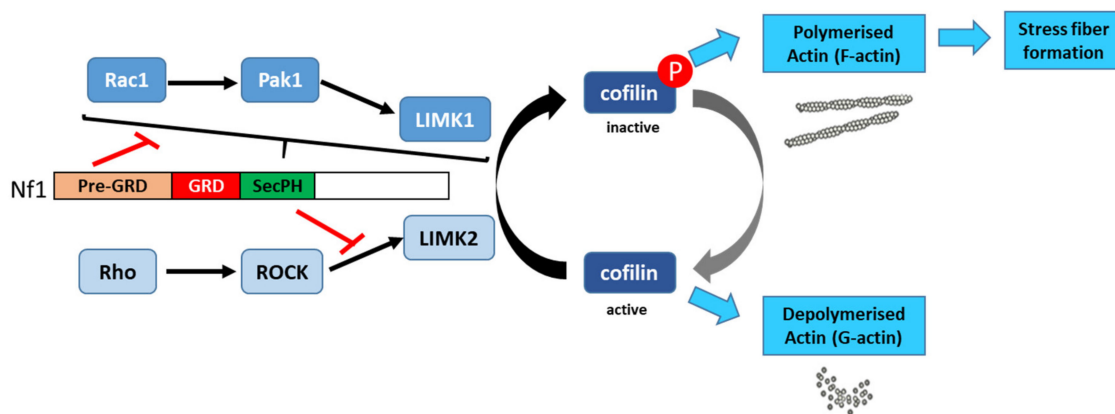 Rac1
Pak1
LIMK1
Nf1
Pre-GRD
GRD
SecPH
Rho
ROCK
LIMK2
cofilin
P
inactive
cofilin
active
Polymerised
Actin (F-actin)
Stress fiber
formation
Depolymerised
Actin (G-actin)